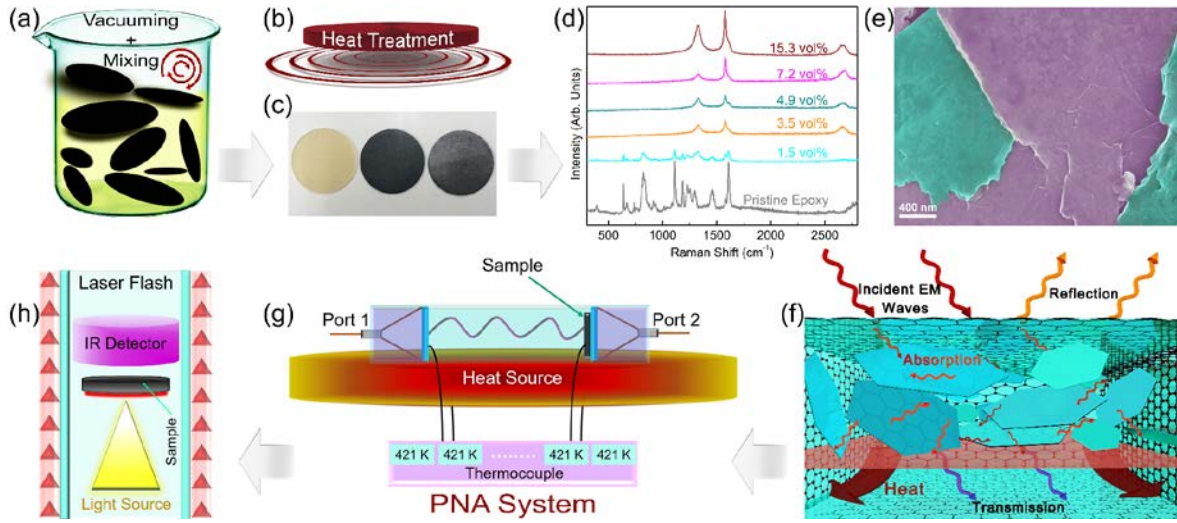 (a)
Vacuuming
+
Mixing
(b)
Heat Treatment
(c)
(d)
Intensity (Arb. Units)
15.3 vol%
7.2 vol%
4.9 vol%
3.5 vol%
1.5 vol%
Pristine Epoxy
500 1000 1500 2000 2500
Raman Shift (cm⁻¹)
(e)
400 nm
(h)
Laser Flash
IR Detector
Sample
Light Source
(g)
Sample
Port 1
Port 2
Heat Source
421 K 421 K ........ 421 K 421 K
Thermocouple
PNA System
(f)
Incident EM
Waves
Reflection
Absorption
Heat
Transmission